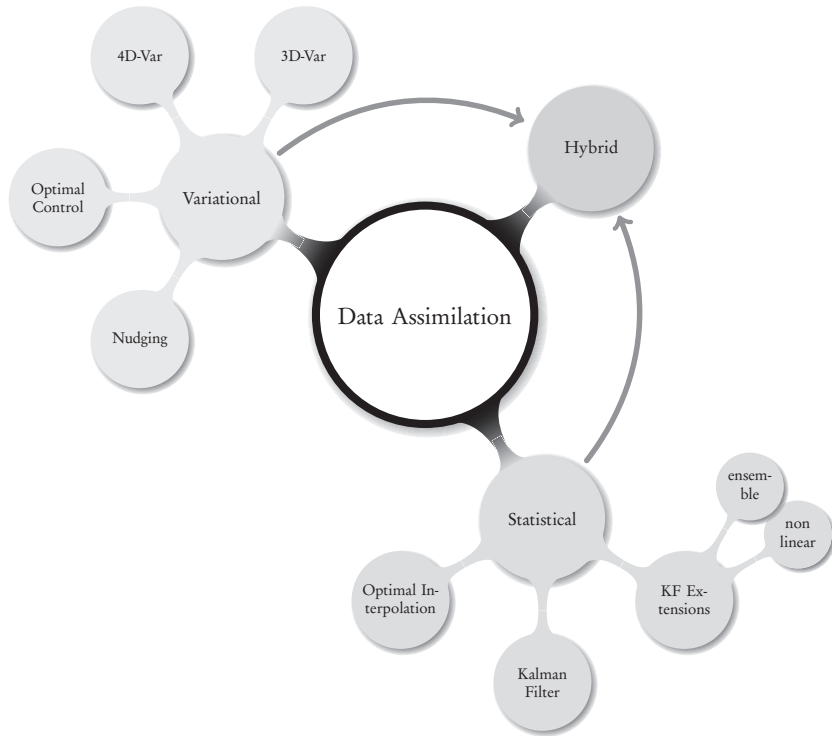 4D-Var
3D-Var
Hybrid
Optimal
Control
Variational
Data Assimilation
Nudging
ensem-
ble
Statistical
non
linear
Optimal In-
terpolation
KF Ex-
tensions
Kalman
Filter